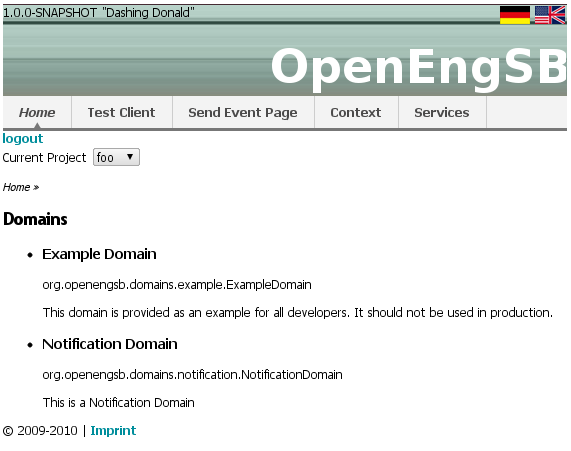 1.0.0-SNAPSHOT "Dashing Donald"
OpenEngSB
Home Test Client Send Event Page Context Services
logout
Current Project foo
Home »
Domains
• Example Domain
org.openengsb.domains.example.ExampleDomain
This domain is provided as an example for all developers. It should not be used in production.
• Notification Domain
org.openengsb.domains.notification.NotificationDomain
This is a Notification Domain
© 2009-2010 | Imprint